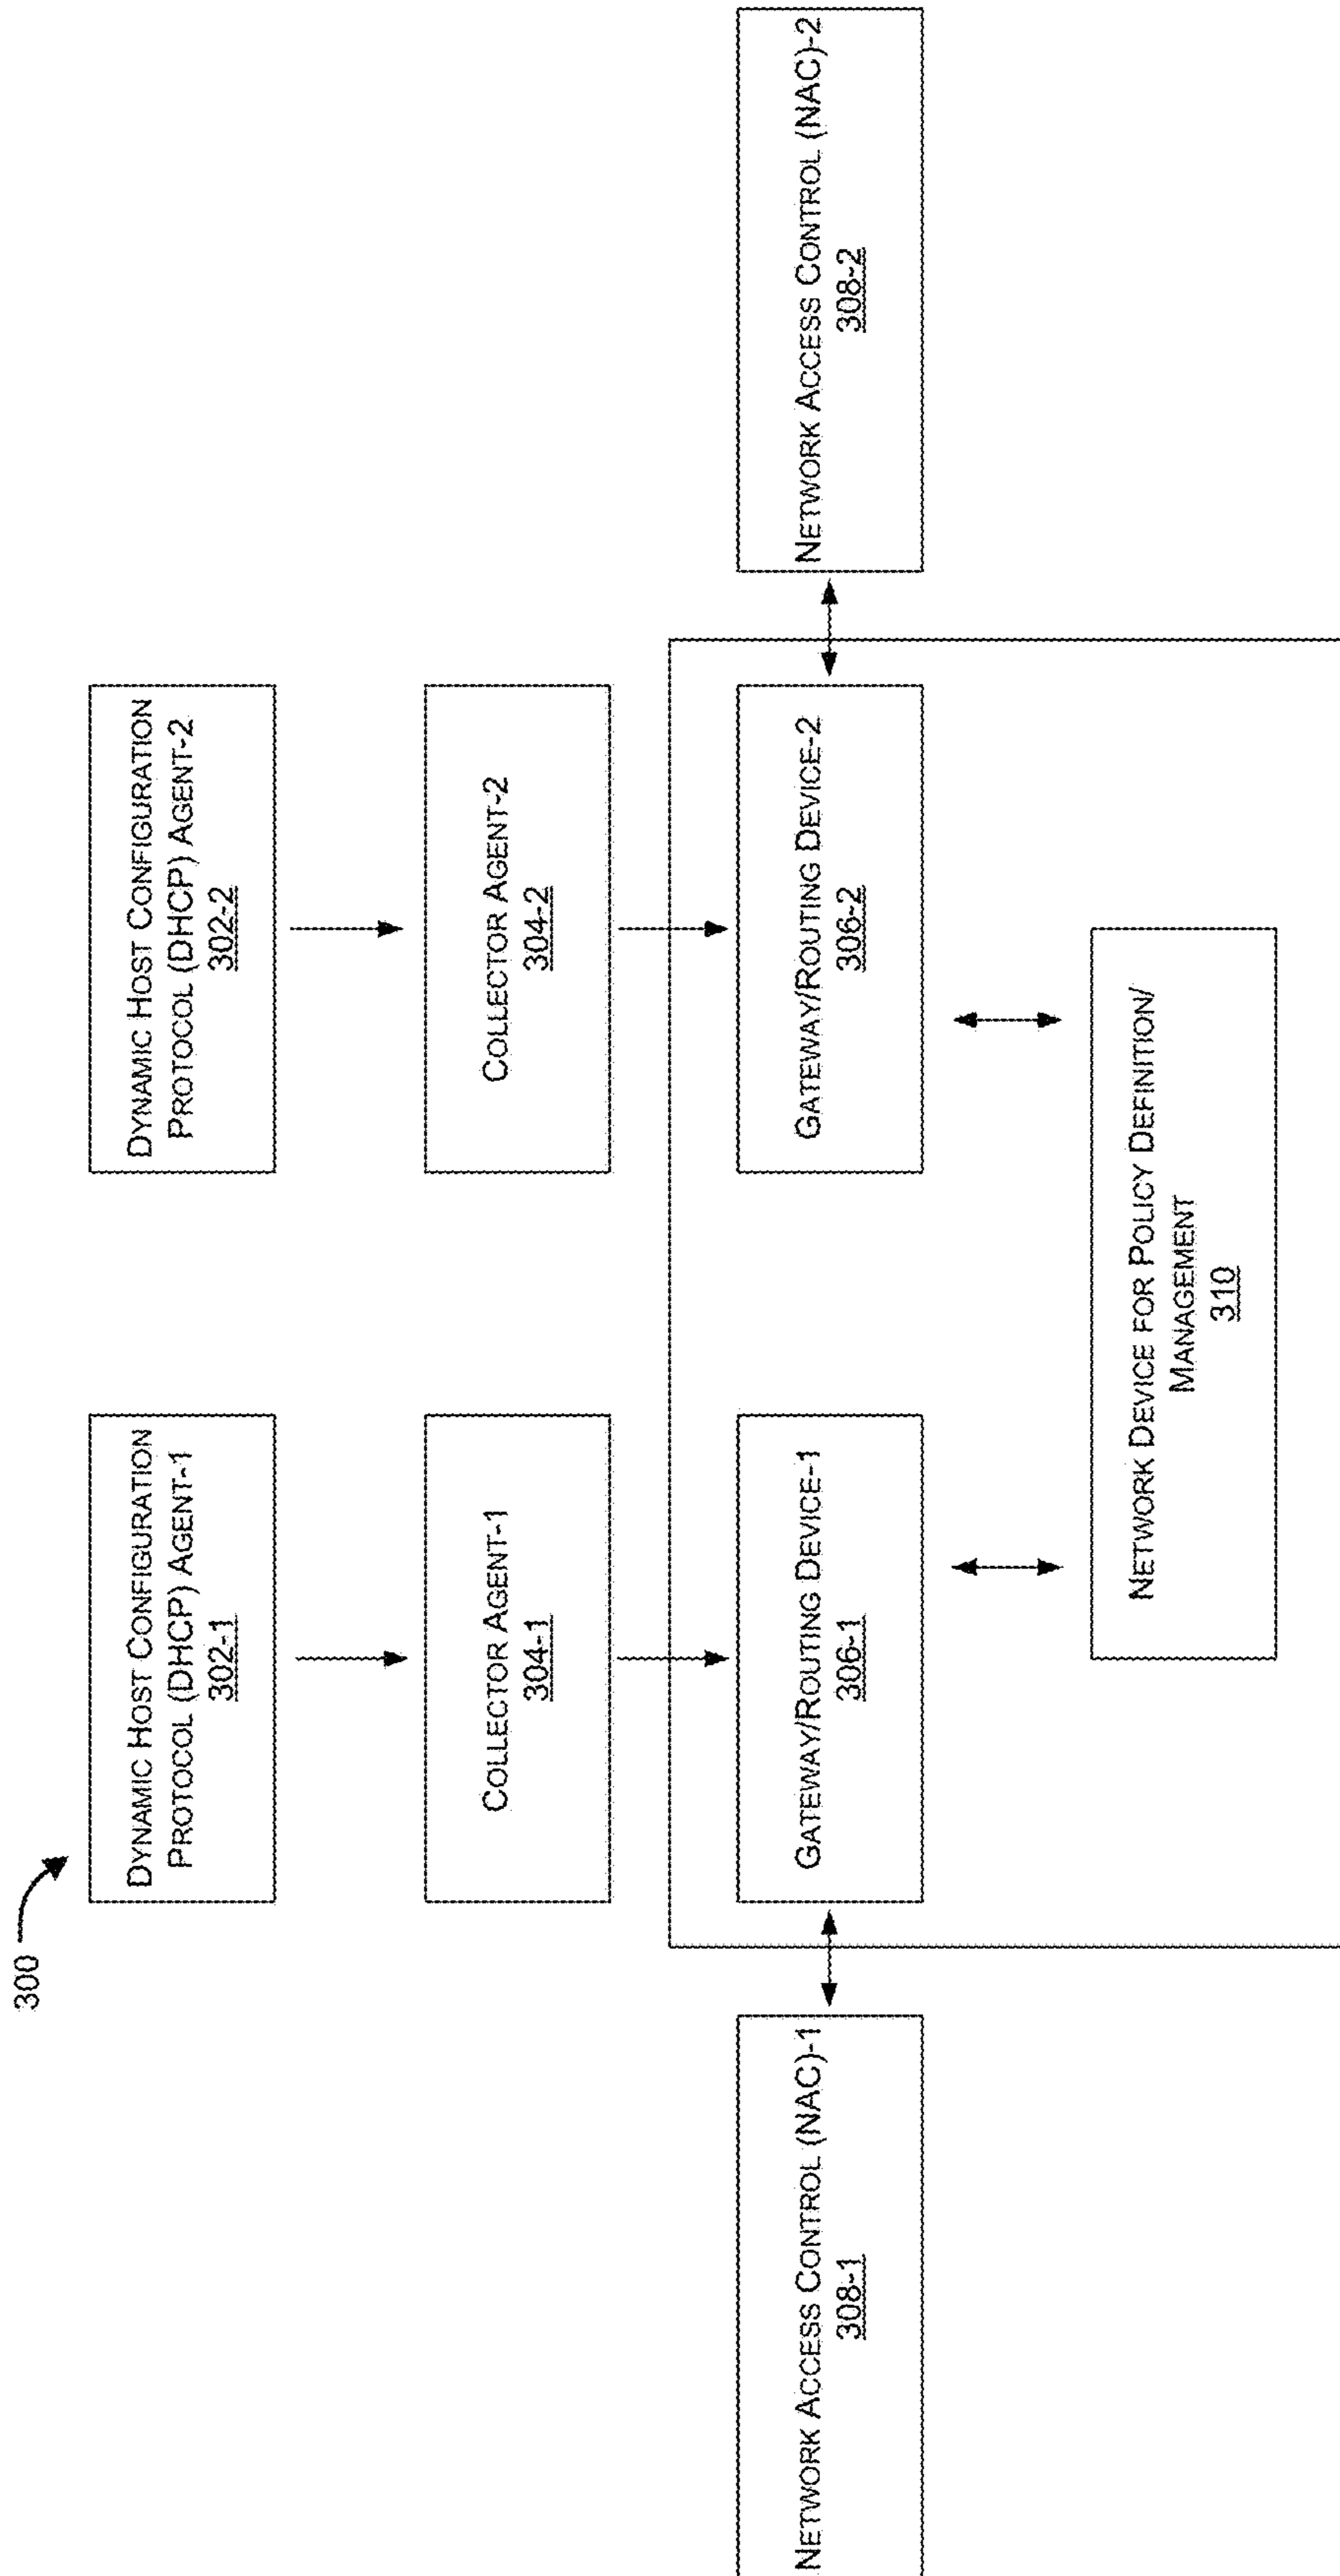 300
DYNAMIC HOST CONFIGURATION
PROTOCOL (DHCP) AGENT-1
302-1
DYNAMIC HOST CONFIGURATION
PROTOCOL (DHCP) AGENT-2
302-2
COLLECTOR AGENT-1
304-1
COLLECTOR AGENT-2
304-2
NETWORK ACCESS CONTROL (NAC)-1
308-1
GATEWAY/ROUTING DEVICE-1
306-1
GATEWAY/ROUTING DEVICE-2
306-2
NETWORK ACCESS CONTROL (NAC)-2
308-2
NETWORK DEVICE FOR POLICY DEFINITION/
MANAGEMENT
310